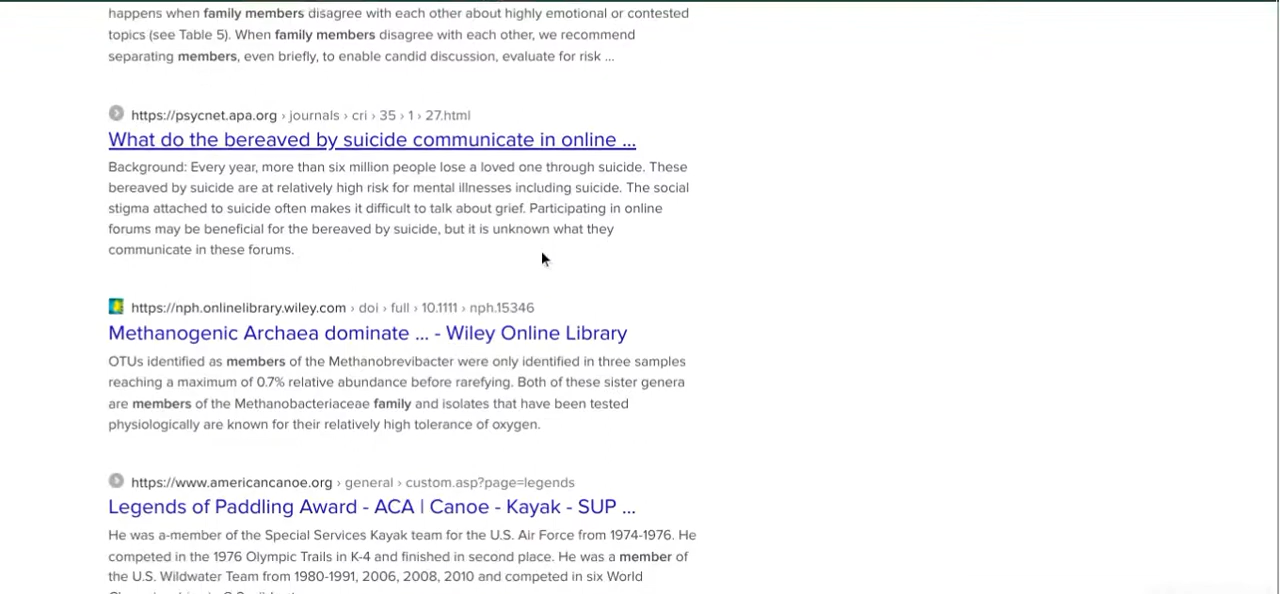 happens when family members disagree with each other about highly emotional or contested
topics (see Table 5). When family members disagree with each other, we recommend
separating members, even briefly, to enable candid discussion, evaluate for risk ...
https://psycnet.apa.org › journals › cri › 35 › 1 › 27.html
What do the bereaved by suicide communicate in online ...
Background: Every year, more than six million people lose a loved one through suicide. These
bereaved by suicide are at relatively high risk for mental illnesses including suicide. The social
stigma attached to suicide often makes it difficult to talk about grief. Participating in online
forums may be beneficial for the bereaved by suicide, but it is unknown what they
communicate in these forums.
https://nph.onlinelibrary.wiley.com › doi › full › 10.1111 › nph.15346
Methanogenic Archaea dominate ... - Wiley Online Library
OTUs identified as members of the Methanobrevibacter were only identified in three samples
reaching a maximum of 0.7% relative abundance before rarefying. Both of these sister genera
are members of the Methanobacteriaceae family and isolates that have been tested
physiologically are known for their relatively high tolerance of oxygen.
https://www.americancanoe.org › general › custom.asp?page=legends
Legends of Paddling Award - ACA | Canoe - Kayak - SUP ...
He was a-member of the Special Services Kayak team for the U.S. Air Force from 1974-1976. He
competed in the 1976 Olympic Trails in K-4 and finished in second place. He was a member of
the U.S. Wildwater Team from 1980-1991, 2006, 2008, 2010 and competed in six World